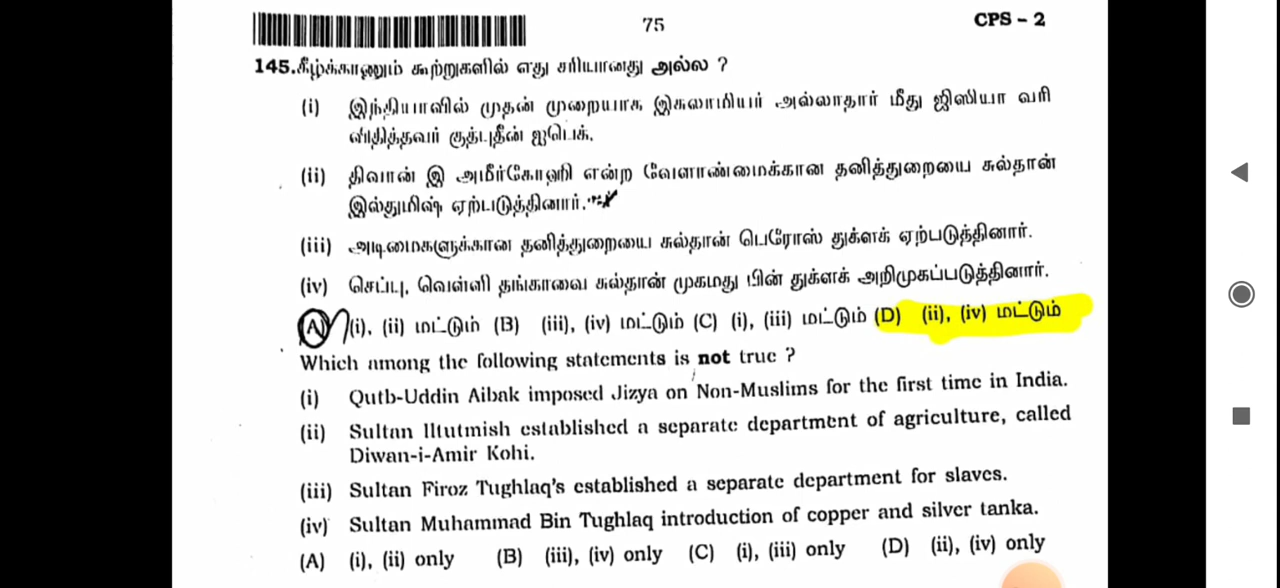 75
CPS - 2
145.கீழ்க்காணும் கூற்றுகளில் எது சரியானது அல்ல ?
(i) இந்தியாவில் முதன் முறையாக இசுலாமியர் அல்லாதார் மீது ஜிஸியா வரி
விதித்தவர் குத்புதீன் ஐபெக்.
(ii) திவான் இ அமீர்கோஹி என்ற வேளாண்மைக்கான தனித்துறையை சுல்தான்
இல்துமிஷ் ஏற்படுத்தினார்.
(iii) அடிமைகளுக்கான தனித்துறையை சுல்தான் பெரோஸ் துக்ளக் ஏற்படுத்தினார்.
(iv) செப்பு, வெள்ளி தங்காவை சுல்தான் முகமது பின் துக்ளக் அறிமுகப்படுத்தினார்.
(A) (i), (ii) மட்டும் (B) (iii), (iv) மட்டும் (C) (i), (iii) மட்டும் (D) (ii), (iv) மட்டும்
Which among the following statements is not true ?
(i) Qutb-Uddin Aibak imposed Jizya on Non-Muslims for the first time in India.
(ii) Sultan Iltutmish established a separate department of agriculture, called
Diwan-i-Amir Kohi.
(iii) Sultan Firoz Tughlaq's established a separate department for slaves.
(iv) Sultan Muhammad Bin Tughlaq introduction of copper and silver tanka.
(A) (i), (ii) only (B) (iii), (iv) only (C) (i), (iii) only (D) (ii), (iv) only